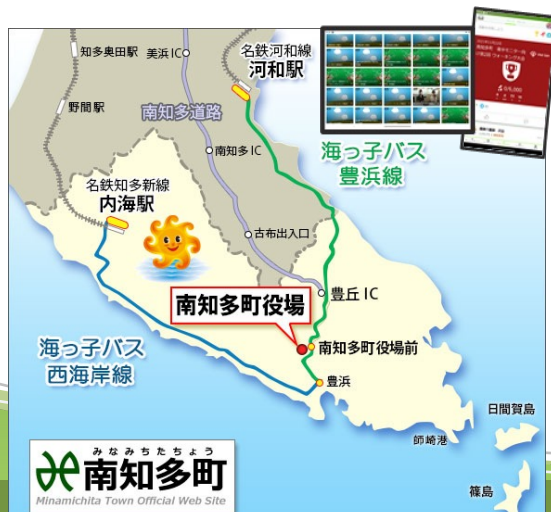 知多奥田駅
美浜IC
名鉄河和線
河和駅
野間駅
南知多道路
南知多IC
海っ子バス
豊浜線
名鉄知多新線
内海駅
古布出入口
豊丘IC
南知多町役場
南知多町役場前
海っ子バス
西海岸線
豊浜
日間賀島
師崎港
篠島
みなみちたちょう
南知多町
Minamichita Town Official Web Site